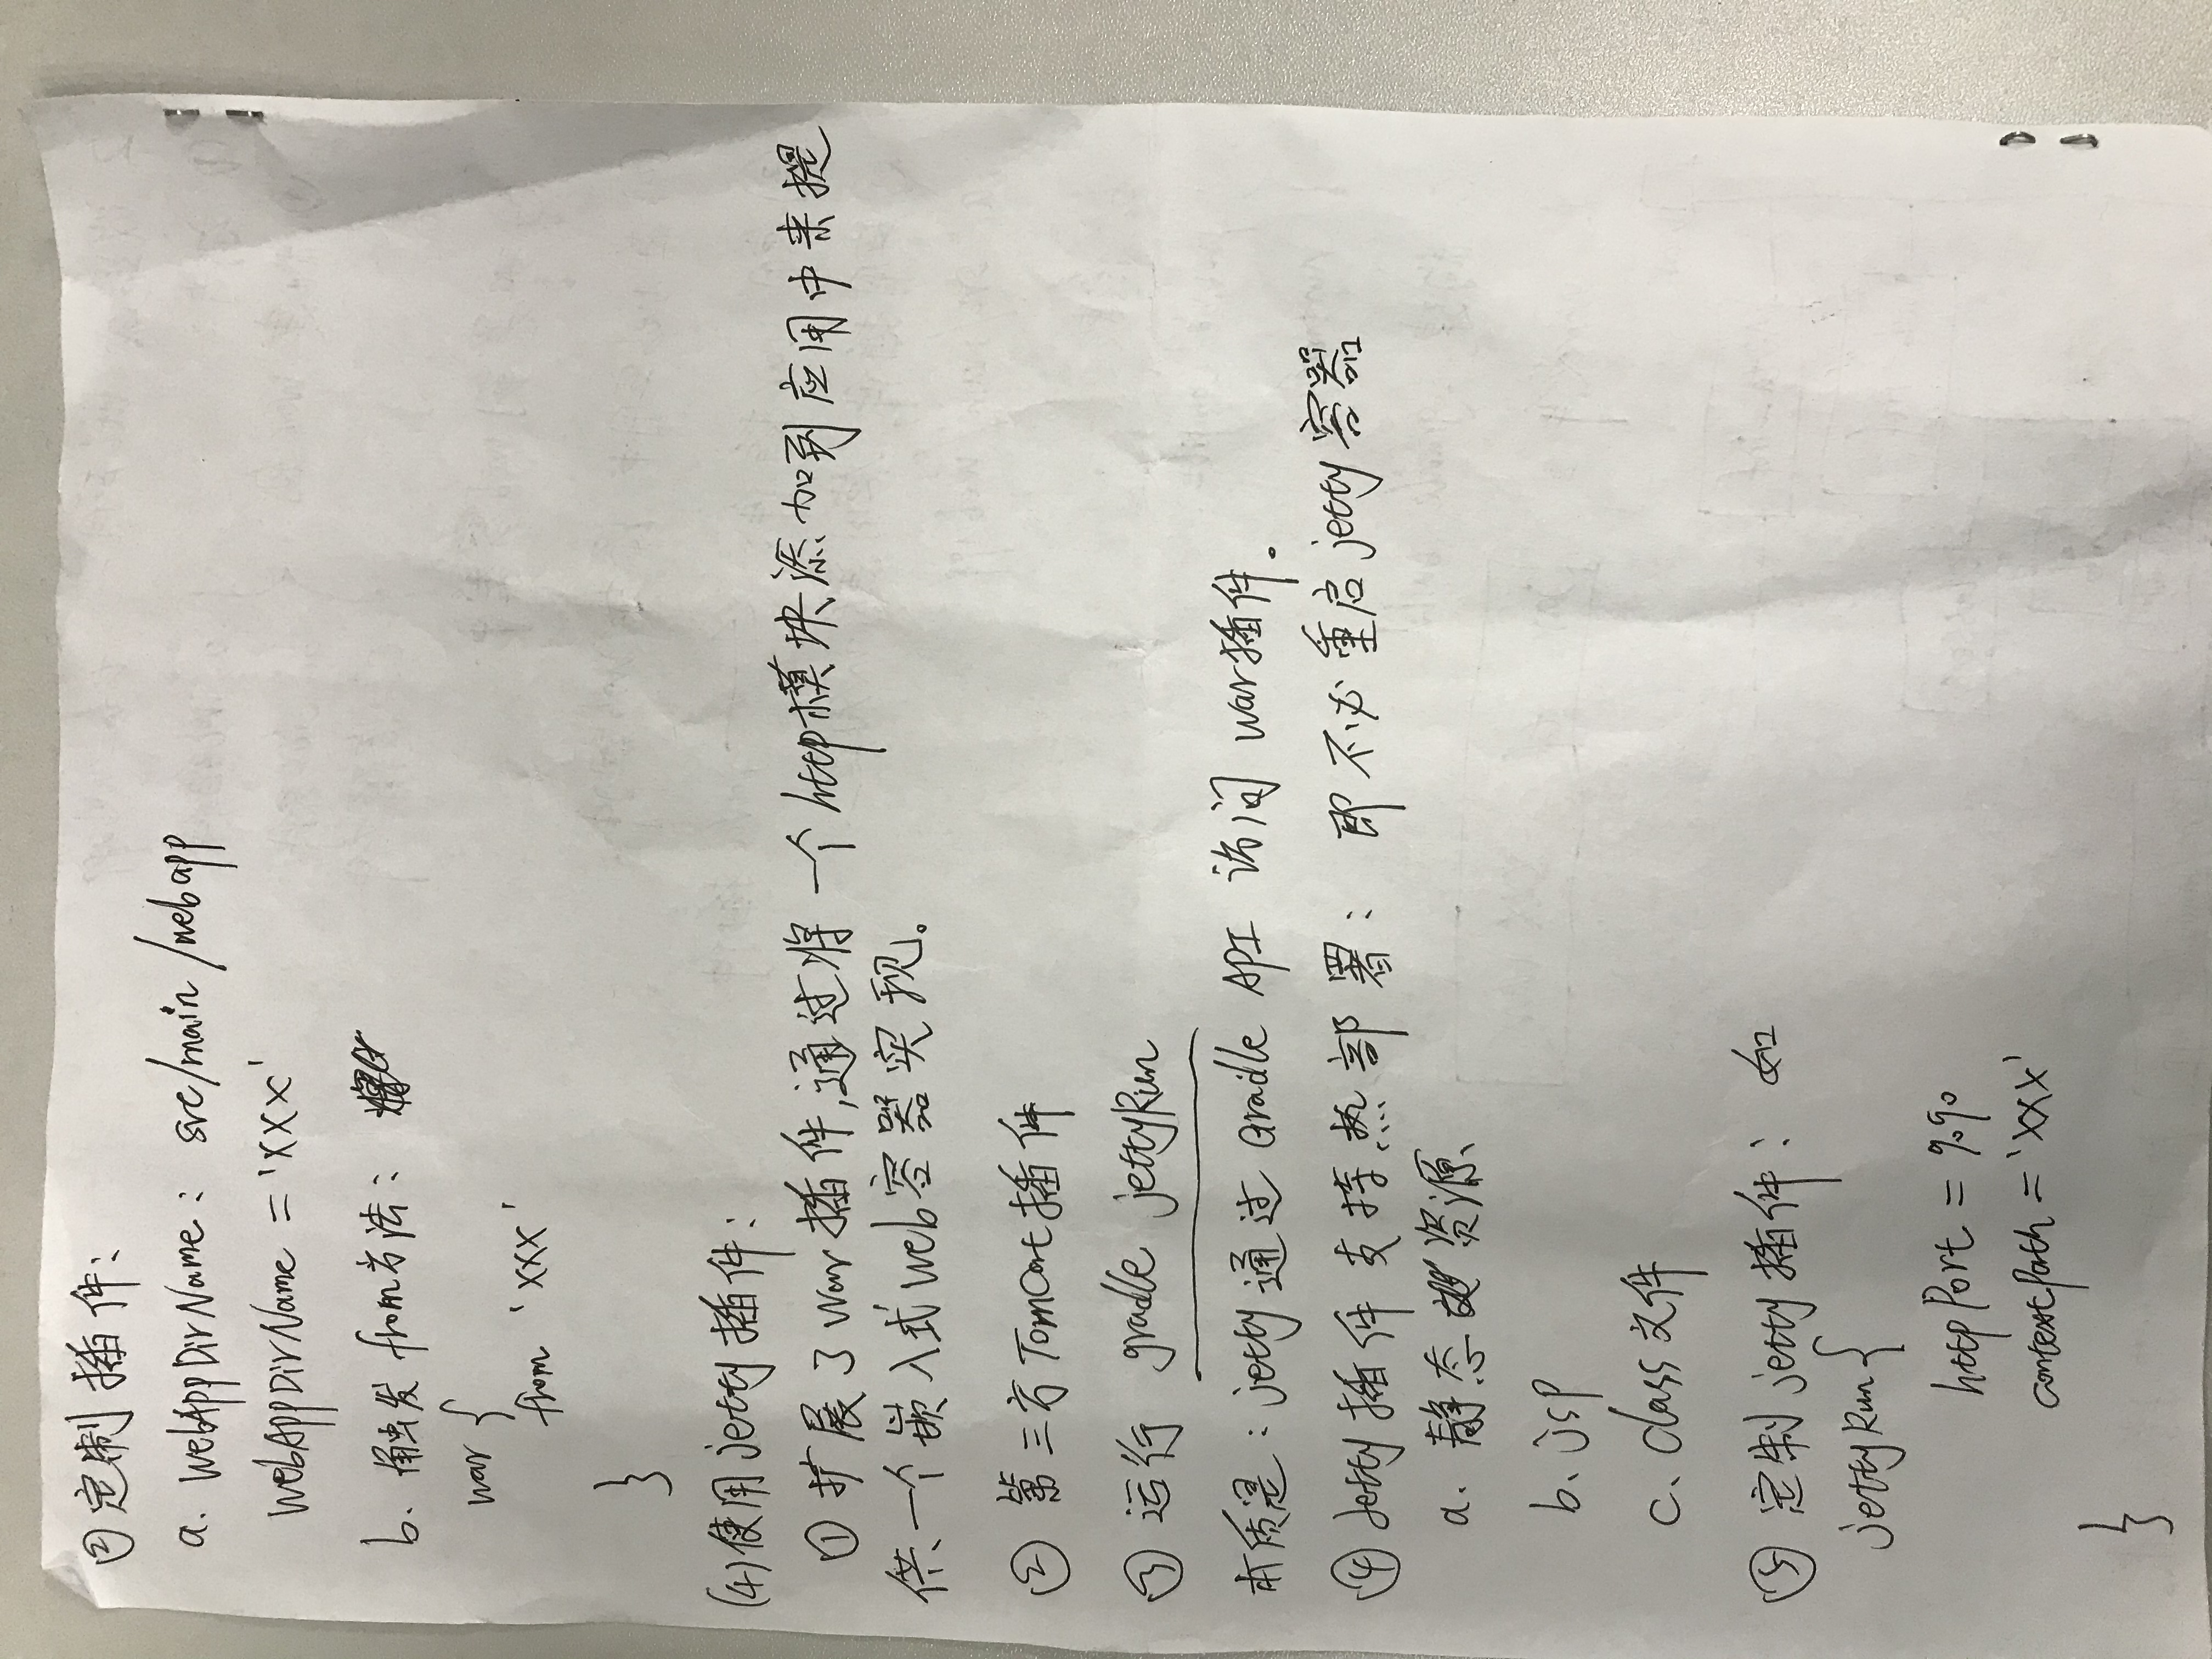 ②定制插件：
a. WebAppDirName：src/main/webapp
WebAppDirName = 'XXX'
b. 触发from方法：
war {
from 'XXX'
}
(4)使用jetty插件：
①扩展了War插件,通过将一个http模块添加到应用中来提
供一个嵌入式Web容器实现。
②第三方TomCat插件
③运行 gradle jettyRun
本质是：jetty通过Gradle API 访问 war插件。
④Jetty插件支持热部署：即不必重启jetty容器
a. 静态资源
b、jsp
c、class文件
⑤定制jetty插件：如
jettyRun {
httpPort = 9090
contextPath = 'XXX'
}